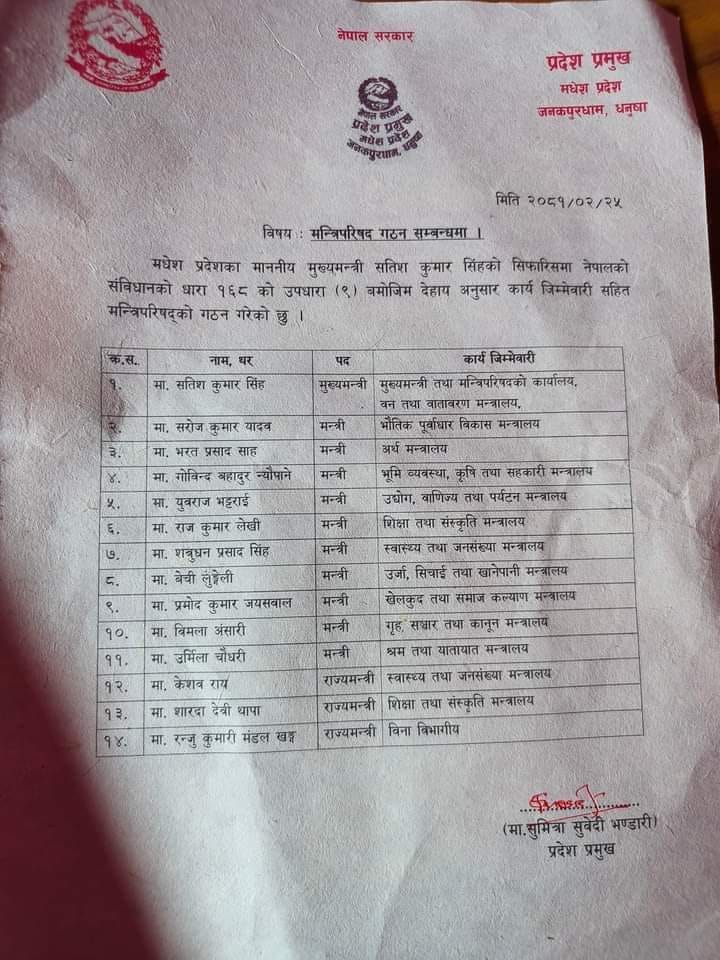 नेपाल सरकार
प्रदेश प्रमुख
मधेश प्रदेश
जनकपुरधाम, धनुषा
नेपाल सरकार
प्रदेश प्रमुख
मधेश प्रदेश
जनकपुरधाम, धनुषा
मिति २०८१/०२/२५
विषय : मन्त्रिपरिषद गठन सम्बन्धमा ।
मधेश प्रदेशका माननीय मुख्यमन्त्री सतिश कुमार सिंहको सिफारिसमा नेपालको
संविधानको धारा १६८ को उपधारा (९) वमोजिम देहाय अनुसार कार्य जिम्मेवारी सहित
मन्त्रिपरिषद्को गठन गरेको छु ।
क्र.स. नाम, थर पद कार्य जिम्मेवारी
१. मा. सतिश कुमार सिंह मुख्यमन्त्री मुख्यमन्त्री तथा मन्त्रिपरिषदको कार्यालय,
वन तथा वातावरण मन्त्रालय,
२. मा. सरोज कुमार यादव मन्त्री भौतिक पूर्वाधार विकास मन्त्रालय
३. मा. भरत प्रसाद साह मन्त्री अर्थ मन्त्रालय
४. मा. गोविन्द बहादुर न्यौपाने मन्त्री भूमि व्यवस्था, कृषि तथा सहकारी मन्त्रालय
५. मा. युवराज भट्टराई मन्त्री उद्योग, वाणिज्य तथा पर्यटन मन्त्रालय
६. मा. राज कुमार लेखी मन्त्री शिक्षा तथा संस्कृति मन्त्रालय
७. मा. शत्रुघन प्रसाद सिंह मन्त्री स्वास्थ्य तथा जनसंख्या मन्त्रालय
८. मा. बेची लुंङ्गेली मन्त्री उर्जा, सिचाई तथा खानेपानी मन्त्रालय
९. मा. प्रमोद कुमार जयसवाल मन्त्री खेलकुद तथा समाज कल्याण मन्त्रालय
१०. मा. बिमला अंसारी मन्त्री गृह, सञ्चार तथा कानून मन्त्रालय
११. मा. उर्मिला चौधरी मन्त्री श्रम तथा यातायात मन्त्रालय
१२. मा. केशव राय राज्यमन्त्री स्वास्थ्य तथा जनसंख्या मन्त्रालय
१३. मा. शारदा देवी थापा राज्यमन्त्री शिक्षा तथा संस्कृति मन्त्रालय
१४. मा. रन्जु कुमारी मंडल खङ्ग राज्यमन्त्री विना विभागीय
(मा.सुमित्रा सुवेदी भण्डारी)
प्रदेश प्रमुख